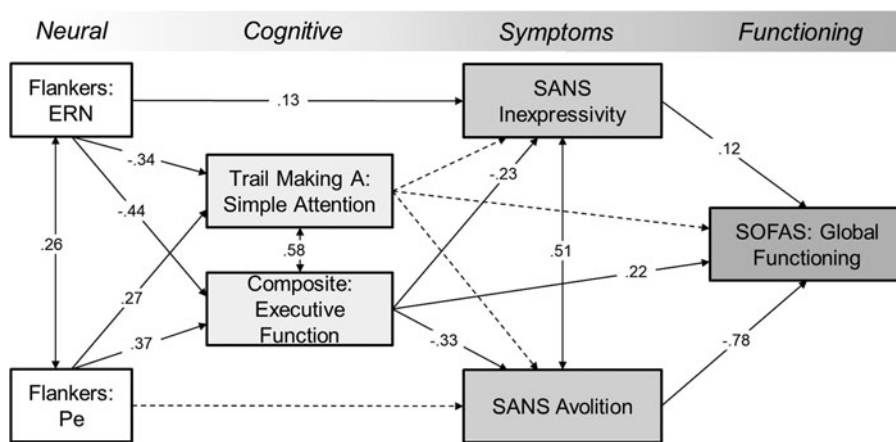 Neural Cognitive Symptoms Functioning
Flankers:
ERN
.13
SANS
Inexpressivity
-.34
.12
Trail Making A:
Simple Attention
-.23
-.44
SOFAS: Global
Functioning
.26
.58
.51
.22
Composite:
Executive
Function
.27
.37
-.33
-.78
Flankers:
Pe
SANS Avolition